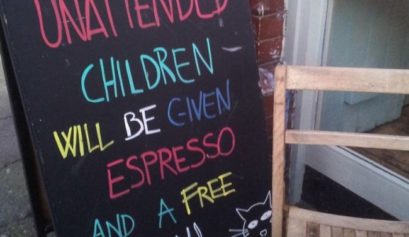 UNATTENDED
CHILDREN
WILL BE GIVEN
ESPRESSO
AND A FREE